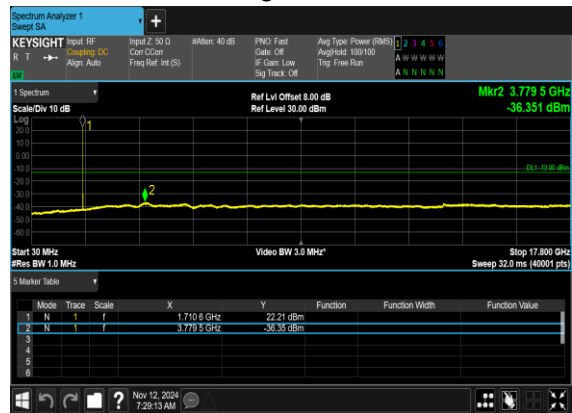 Spectrum Analyzer 1
Swept SA
+
KEYSIGHT Input: RF Input Z: 50 Ω #Atten: 40 dB PNO: Fast Avg Type: Power (RMS) 1 2 3 4 5 6
R T Coupling: DC Corr CCorr Gate: Off Avg|Hold: 100/100 A W W W W W
Align: Auto Freq Ref: Int (S) IF Gain: Low Trig: Free Run
Sig Track: Off A N N N N N
1 Spectrum Ref Lvl Offset 8.00 dB Mkr2 3.779 5 GHz
Scale/Div 10 dB Ref Level 30.00 dBm -36.351 dBm
Log
1
20.0
10.0
0.00
-10.0
DL1 -13.00 dBm
-20.0
2
-30.0
-40.0
-50.0
-60.0
Start 30 MHz Video BW 3.0 MHz* Stop 17.800 GHz
#Res BW 1.0 MHz Sweep 32.0 ms (40001 pts)
5 Marker Table
Mode Trace Scale X Y Function Function Width Function Value
1 N 1 f 1.710 6 GHz 22.21 dBm
2 N 1 f 3.779 5 GHz -36.35 dBm
3
4
5
6
? Nov 12, 2024
7:29:13 AM